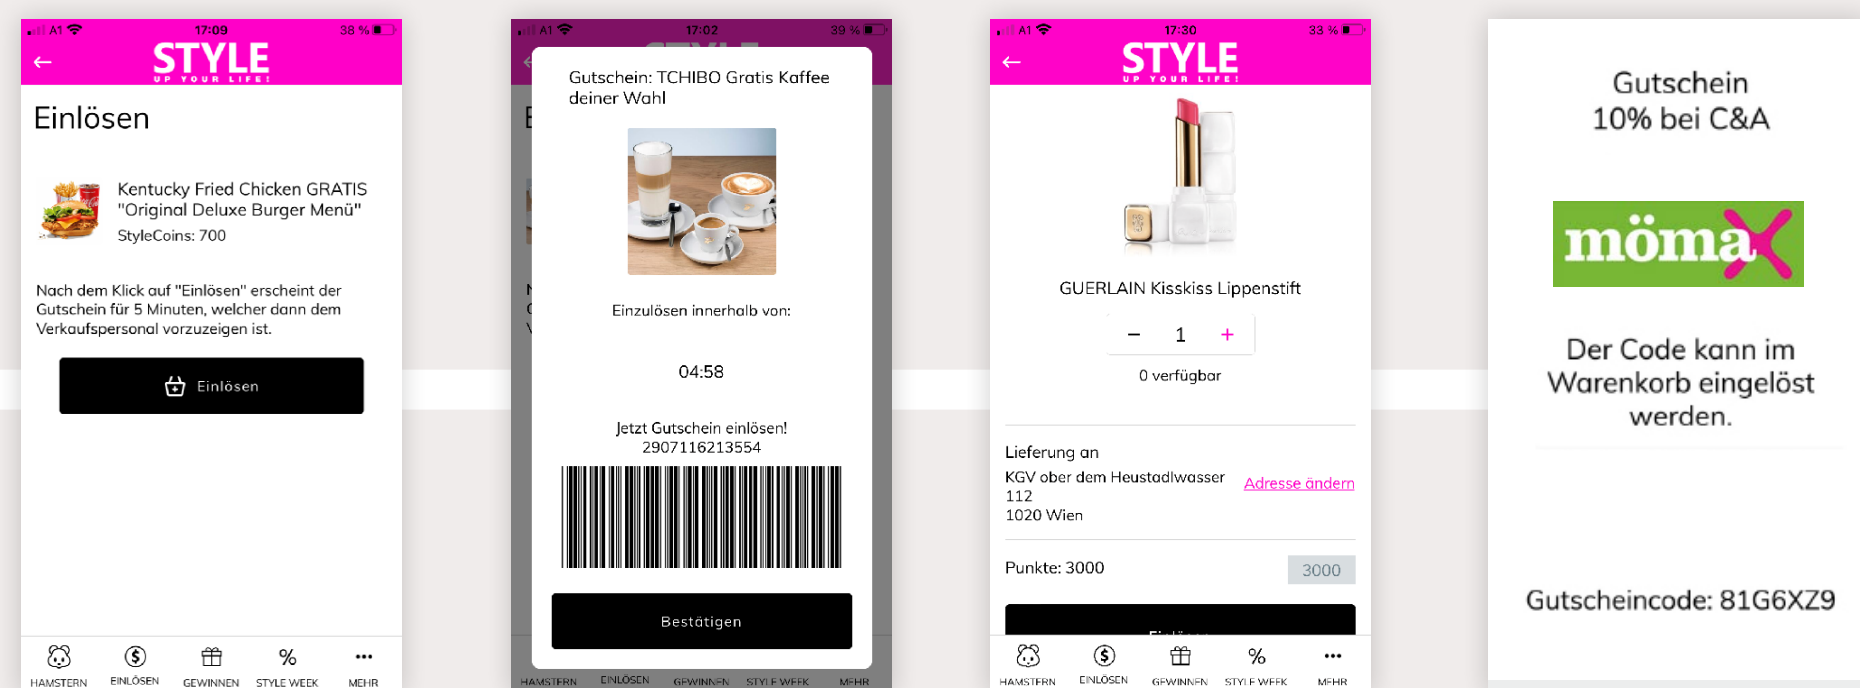 A1
17:09
38 %
STYLE
UP YOUR LIFE!
Einlösen
Kentucky Fried Chicken GRATIS
"Original Deluxe Burger Menü"
StyleCoins: 700
Nach dem Klick auf "Einlösen" erscheint der
Gutschein für 5 Minuten, welcher dann dem
Verkaufspersonal vorzuzeigen ist.
Einlösen
HAMSTERN
EINLÖSEN
GEWINNEN
STYLE WEEK
MEHR
A1
17:02
39 %
Gutschein: TCHIBO Gratis Kaffee
deiner Wahl
Einzulösen innerhalb von:
04:58
Jetzt Gutschein einlösen!
2907116213554
Bestätigen
HAMSTERN
EINLÖSEN
GEWINNEN
STYLE WEEK
MEHR
A1
17:30
33 %
STYLE
UP YOUR LIFE!
GUERLAIN Kisskiss Lippenstift
− 1 +
0 verfügbar
Lieferung an
KGV ober dem Heustadlwasser
112
1020 Wien
Adresse ändern
Punkte: 3000
3000
HAMSTERN
EINLÖSEN
GEWINNEN
STYLE WEEK
MEHR
Gutschein
10% bei C&A
mömaX
Der Code kann im
Warenkorb eingelöst
werden.
Gutscheincode: 81G6XZ9